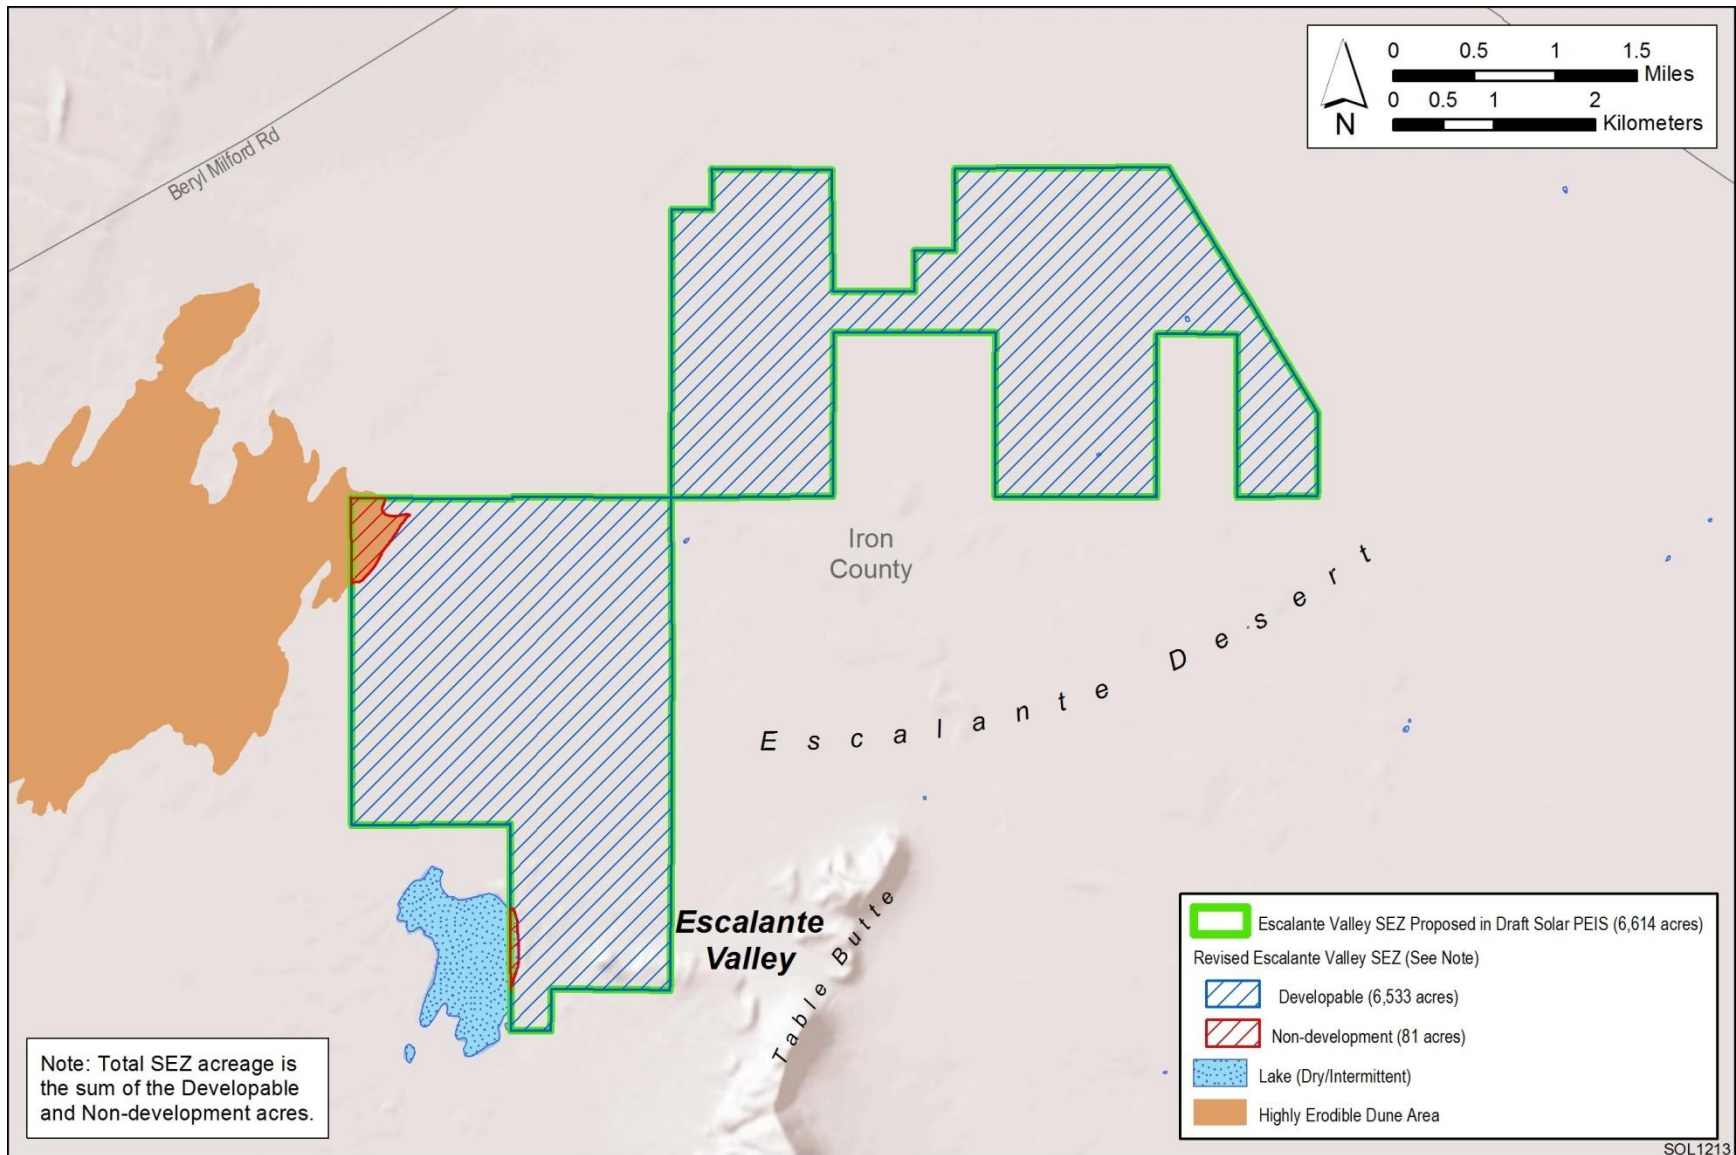 0 0.5 1 1.5
Miles
0 0.5 1 2
Kilometers
N
Beryl Milford Rd
Iron
County
Escalante Desert
Escalante
Valley
Table Butte
Escalante Valley SEZ Proposed in Draft Solar PEIS (6,614 acres)
Revised Escalante Valley SEZ (See Note)
Developable (6,533 acres)
Non-development (81 acres)
Lake (Dry/Intermittent)
Highly Erodible Dune Area
Note: Total SEZ acreage is
the sum of the Developable
and Non-development acres.
SOL1213